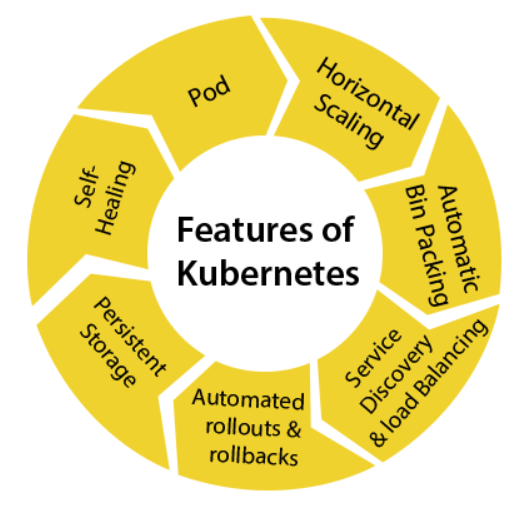 Features of
Kubernetes
Pod
Horizontal
Scaling
Automatic
Bin Packing
Service
Discovery
& load Balancing
Automated
rollouts &
rollbacks
Persistent
Storage
Self-
Healing